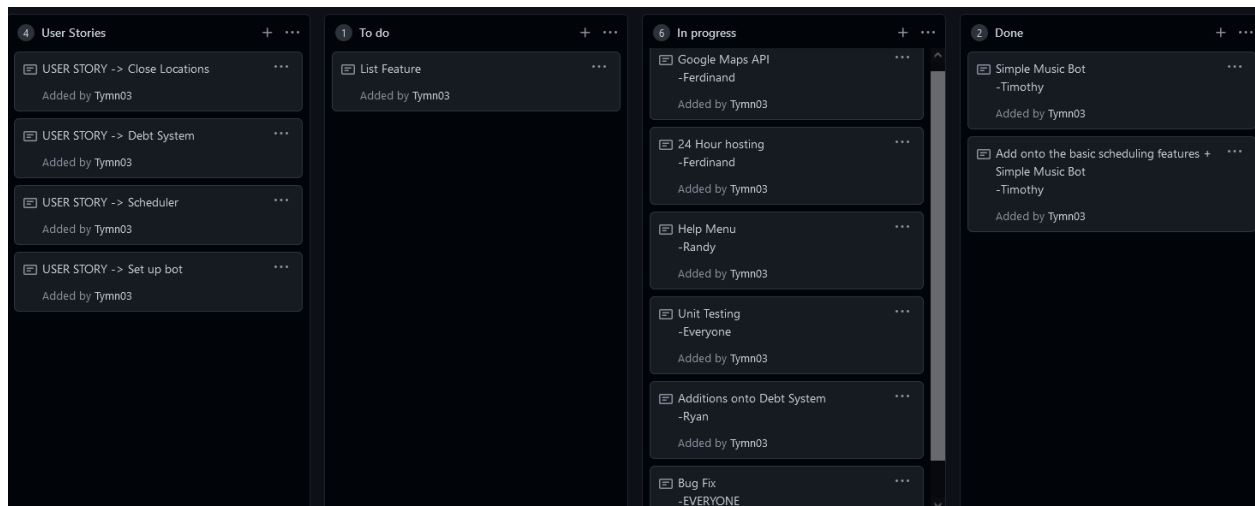 4 User Stories + ...
USER STORY -> Close Locations ...
Added by Tymn03
USER STORY -> Debt System ...
Added by Tymn03
USER STORY -> Scheduler ...
Added by Tymn03
USER STORY -> Set up bot ...
Added by Tymn03
1 To do + ...
List Feature ...
Added by Tymn03
6 In progress + ...
Google Maps API ...
-Ferdinand
Added by Tymn03
24 Hour hosting ...
-Ferdinand
Added by Tymn03
Help Menu ...
-Randy
Added by Tymn03
Unit Testing ...
-Everyone
Added by Tymn03
Additions onto Debt System ...
-Ryan
Added by Tymn03
Bug Fix ...
-EVERYONE
2 Done + ...
Simple Music Bot ...
-Timothy
Added by Tymn03
Add onto the basic scheduling features + ...
Simple Music Bot
-Timothy
Added by Tymn03